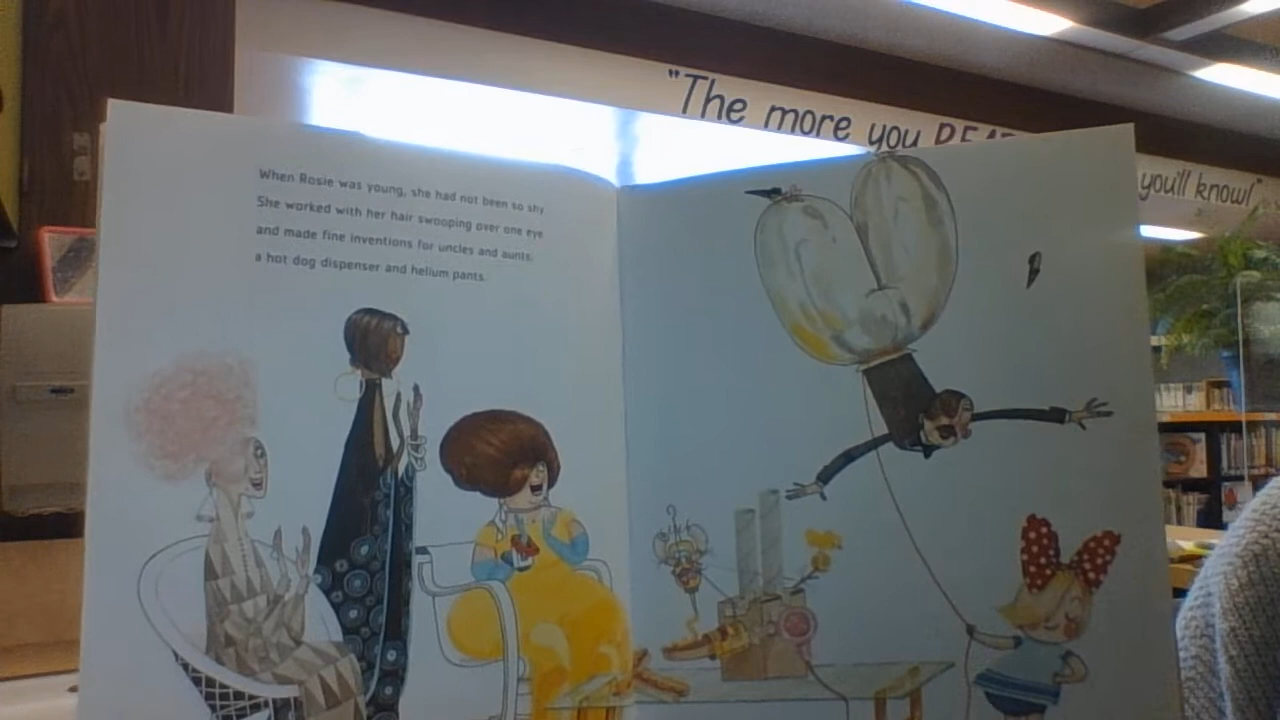 "The more you READ
you'll know!"
When Rosie was young, she had not been so shy
She worked with her hair swooping over one eye
and made fine inventions for uncles and aunts:
a hot dog dispenser and helium pants.